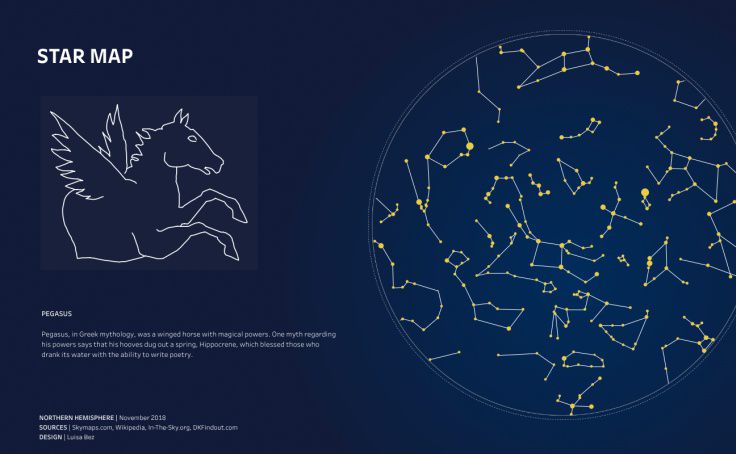 STAR MAP
PEGASUS
Pegasus, in Greek mythology, was a winged horse with magical powers. One myth regarding
his powers says that his hooves dug out a spring, Hippocrene, which blessed those who
drank its water with the ability to write poetry.
NORTHERN HEMISPHERE | November 2018
SOURCES | Skymaps.com, Wikipedia, In-The-Sky.org, DKFindout.com
DESIGN | Luisa Bez